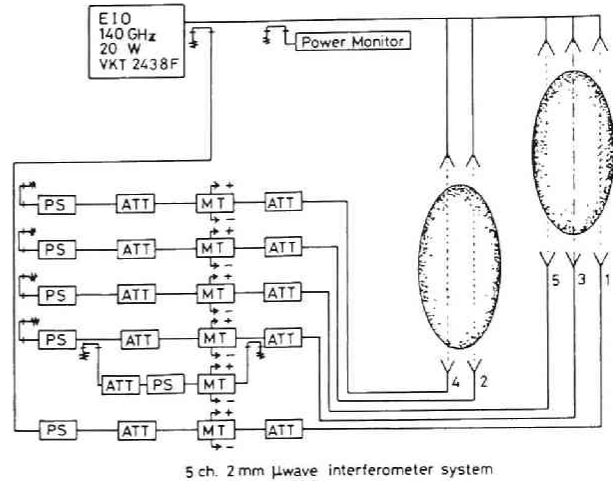 EIO
140 GHz
20 W
VKT 2438F
Power Monitor
PS ATT MT + - ATT
PS ATT MT + - ATT
PS ATT MT + - ATT
PS ATT MT + - ATT
ATT PS MT + -
PS ATT MT + - ATT
4 2
5 3 1
5 ch. 2mm μwave interferometer system